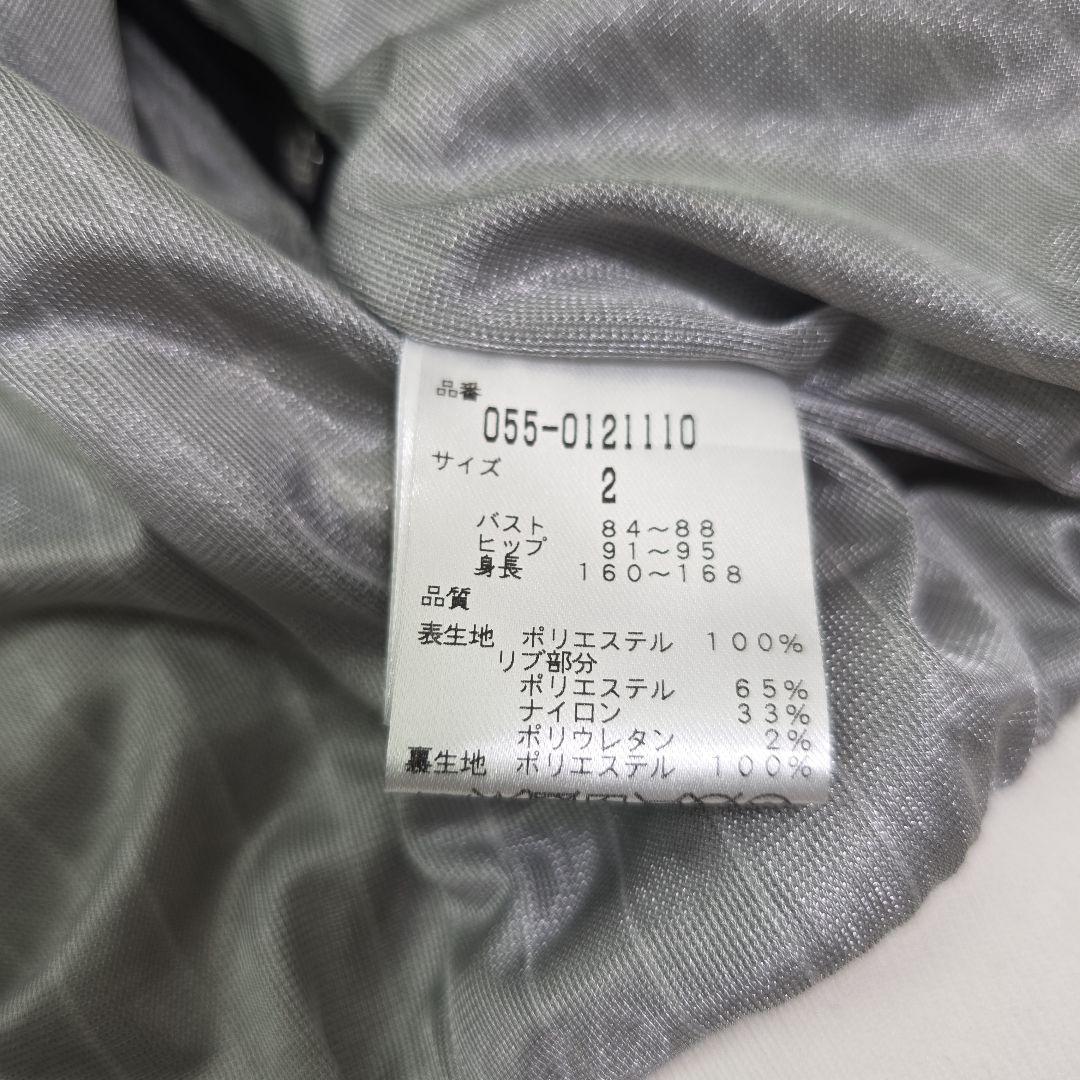 品番
055-0121110
サイズ
2
バスト 84～88
ヒップ 91～95
身長 160～168
品質
表生地 ポリエステル 100%
リブ部分
ポリエステル 65%
ナイロン 33%
ポリウレタン 2%
裏生地 ポリエステル 100%